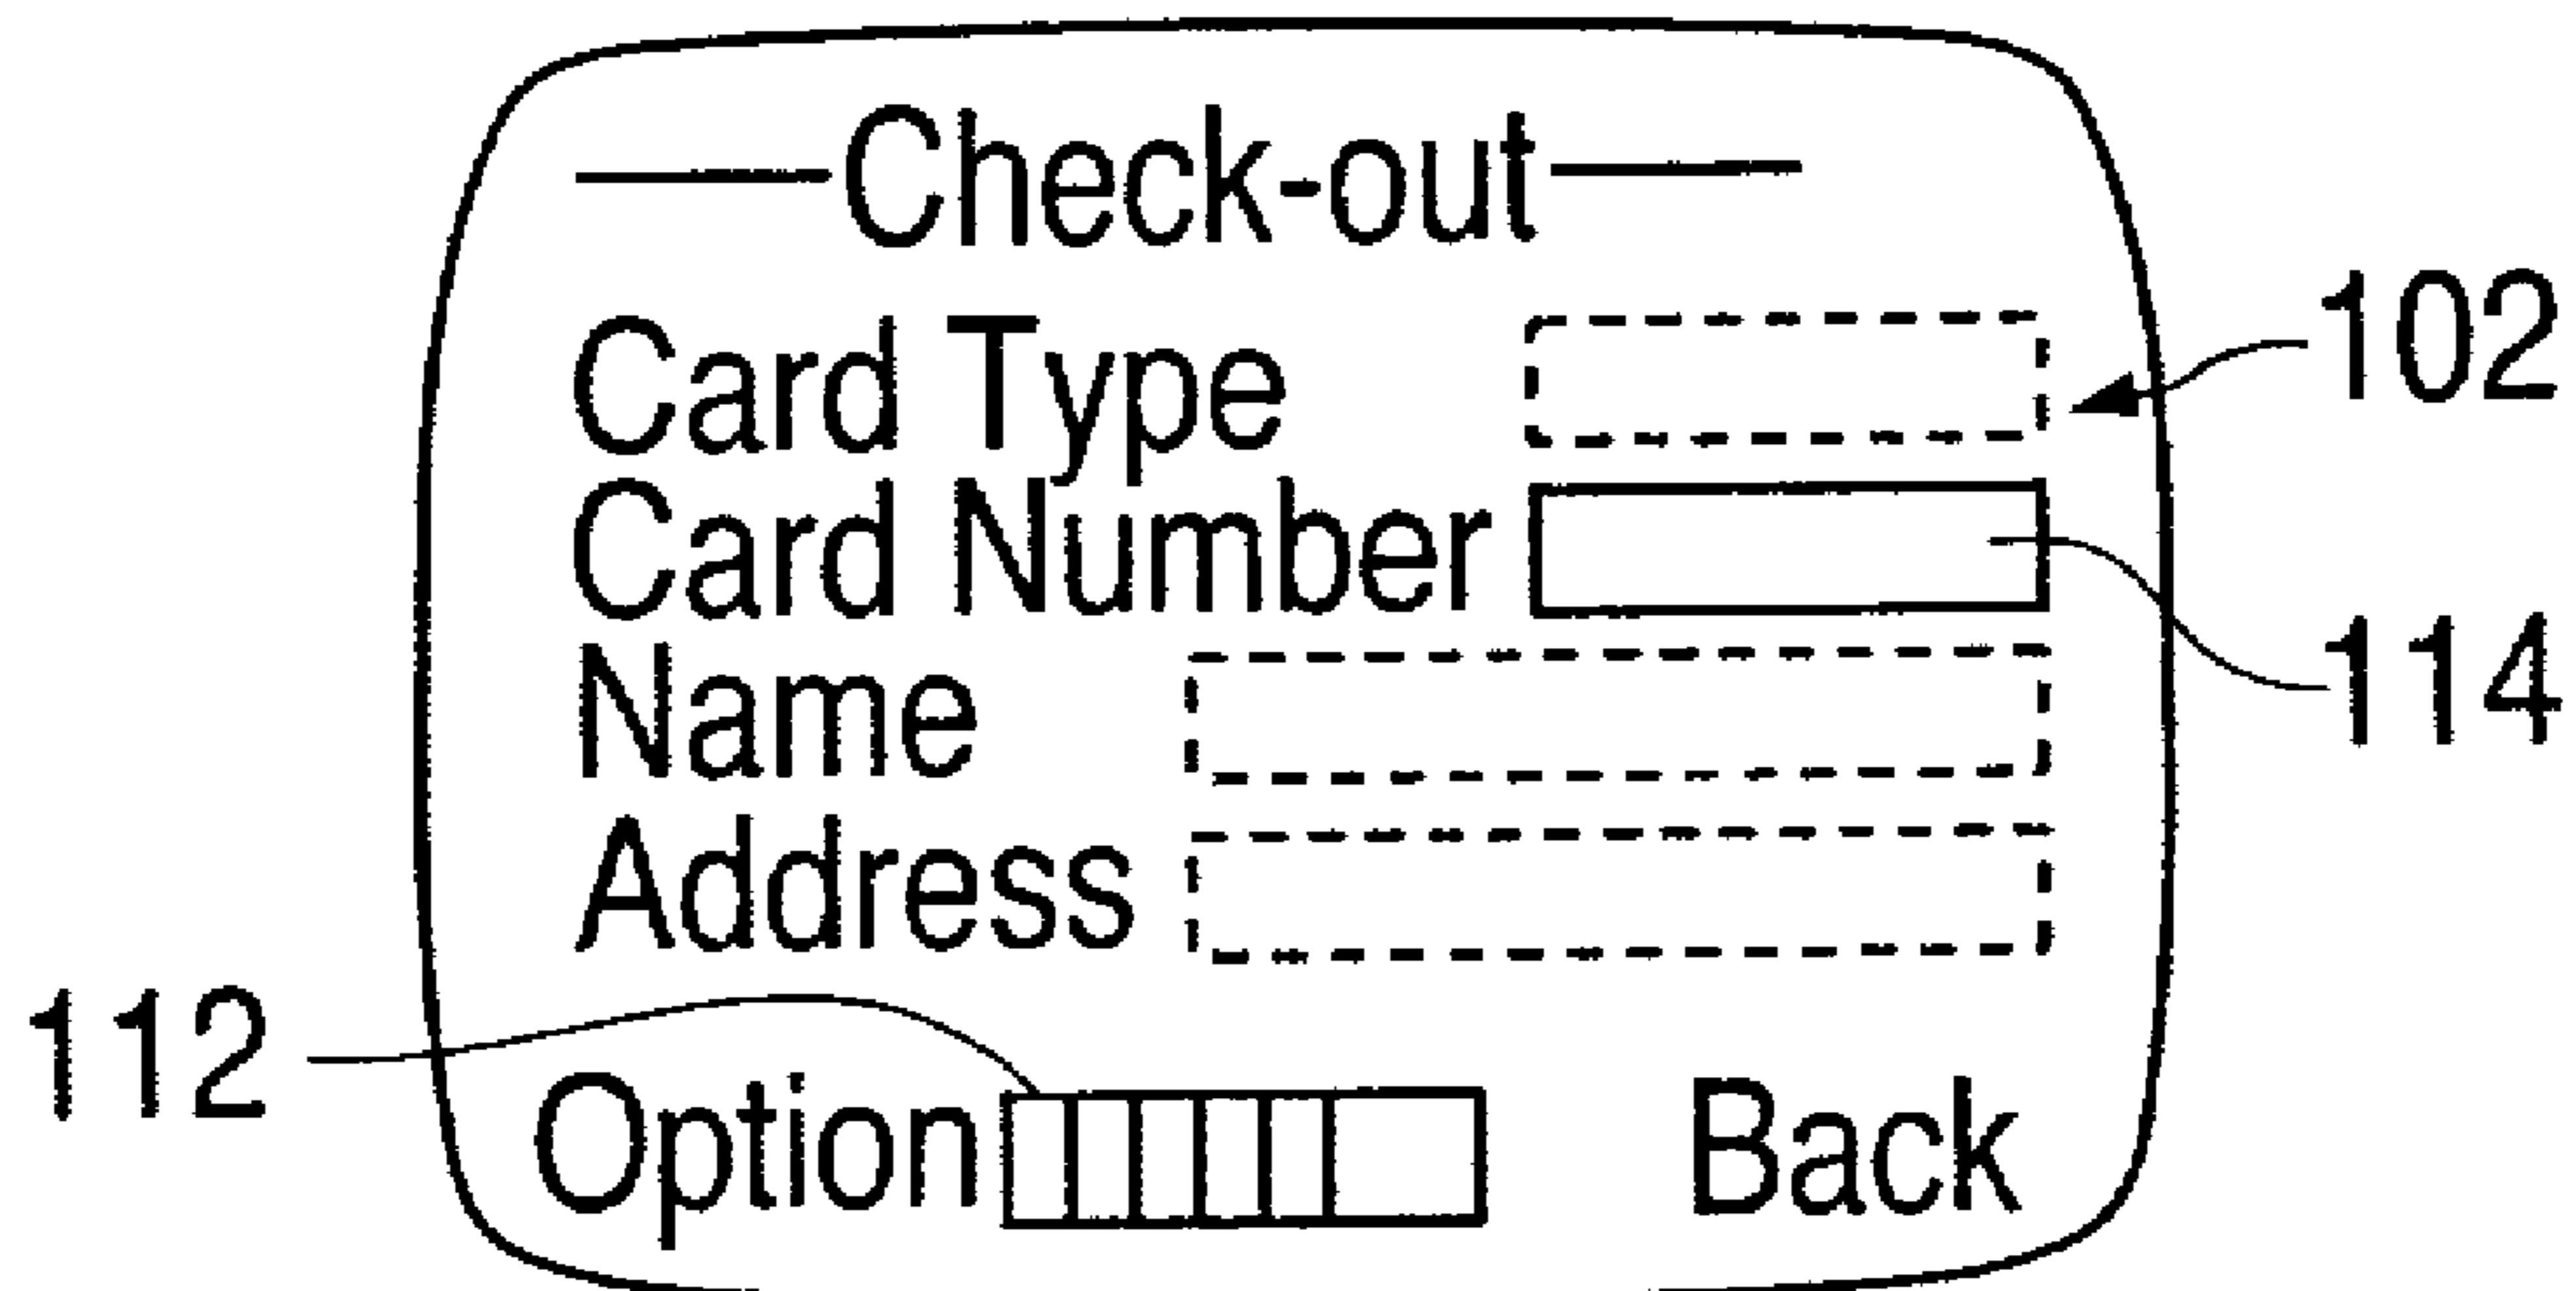 Check-out
Card Type
102
Card Number
114
Name
Address
112
Option
Back